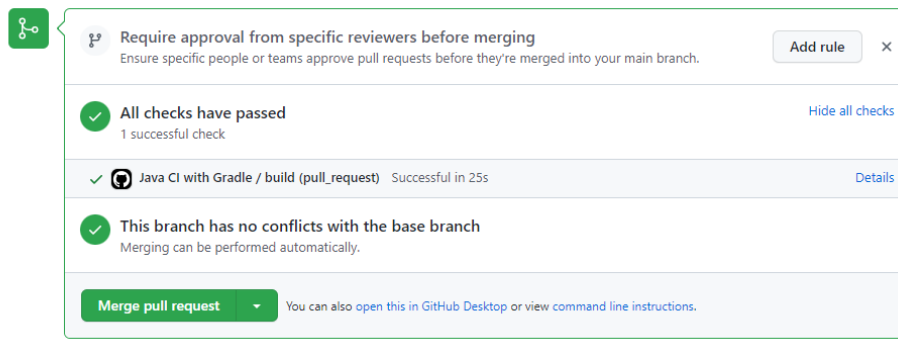 Require approval from specific reviewers before merging
Ensure specific people or teams approve pull requests before they're merged into your main branch.
Add rule
All checks have passed
1 successful check
Hide all checks
Java CI with Gradle / build (pull_request) Successful in 25s
Details
This branch has no conflicts with the base branch
Merging can be performed automatically.
Merge pull request
You can also open this in GitHub Desktop or view command line instructions.